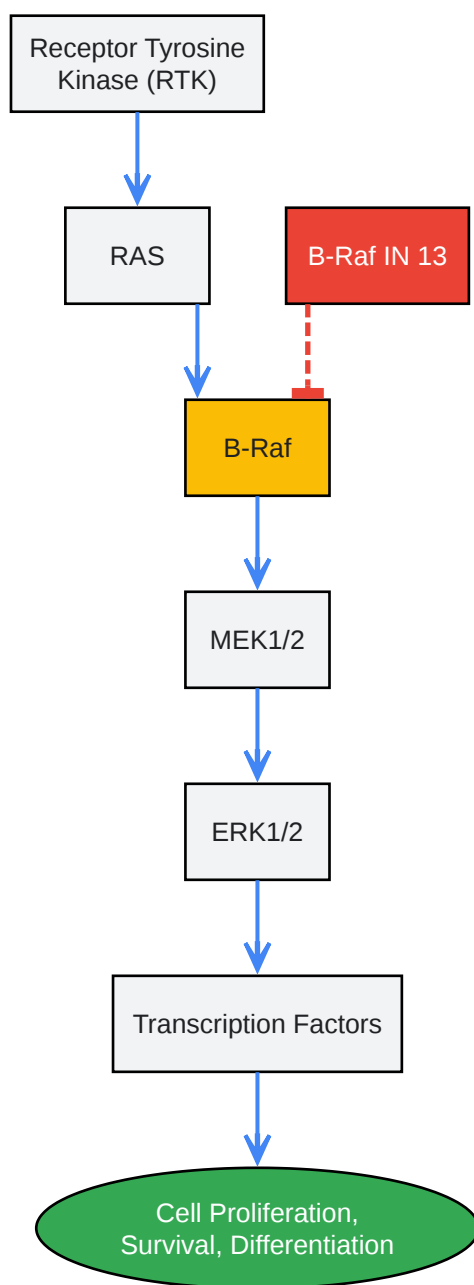 Receptor Tyrosine
Kinase (RTK)
RAS
B-Raf IN 13
B-Raf
MEK1/2
ERK1/2
Transcription Factors
Cell Proliferation,
Survival, Differentiation